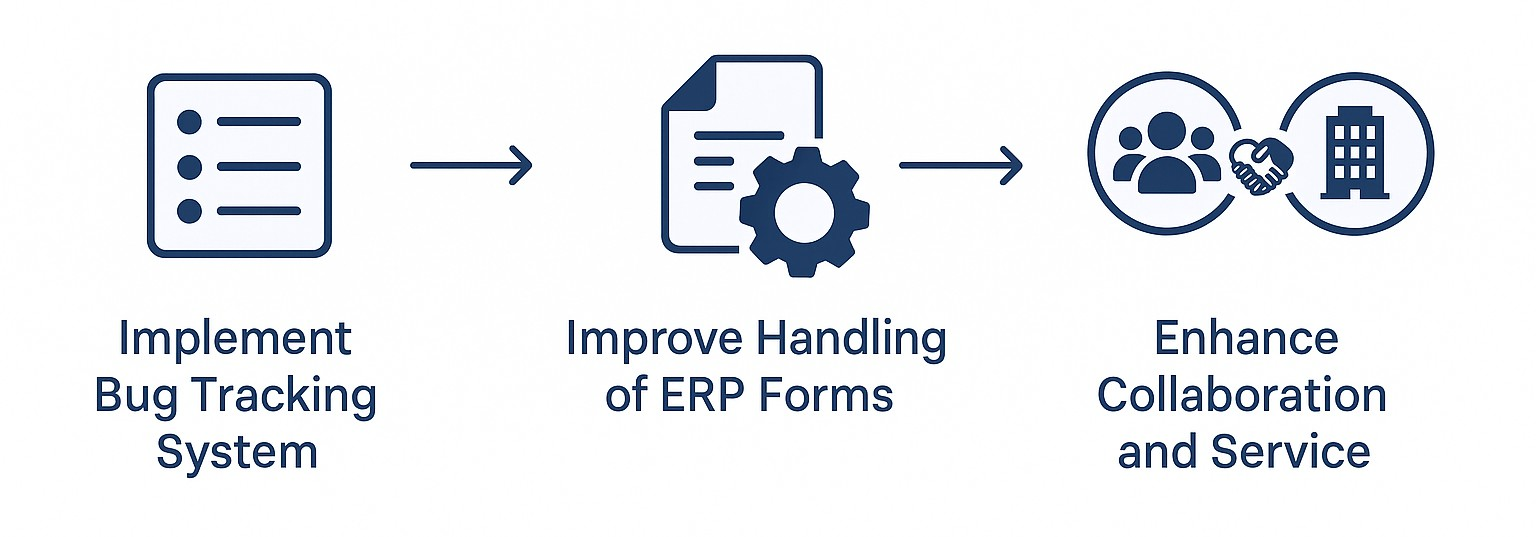 Implement
Bug Tracking
System
Improve Handling
of ERP Forms
Enhance
Collaboration
and Service